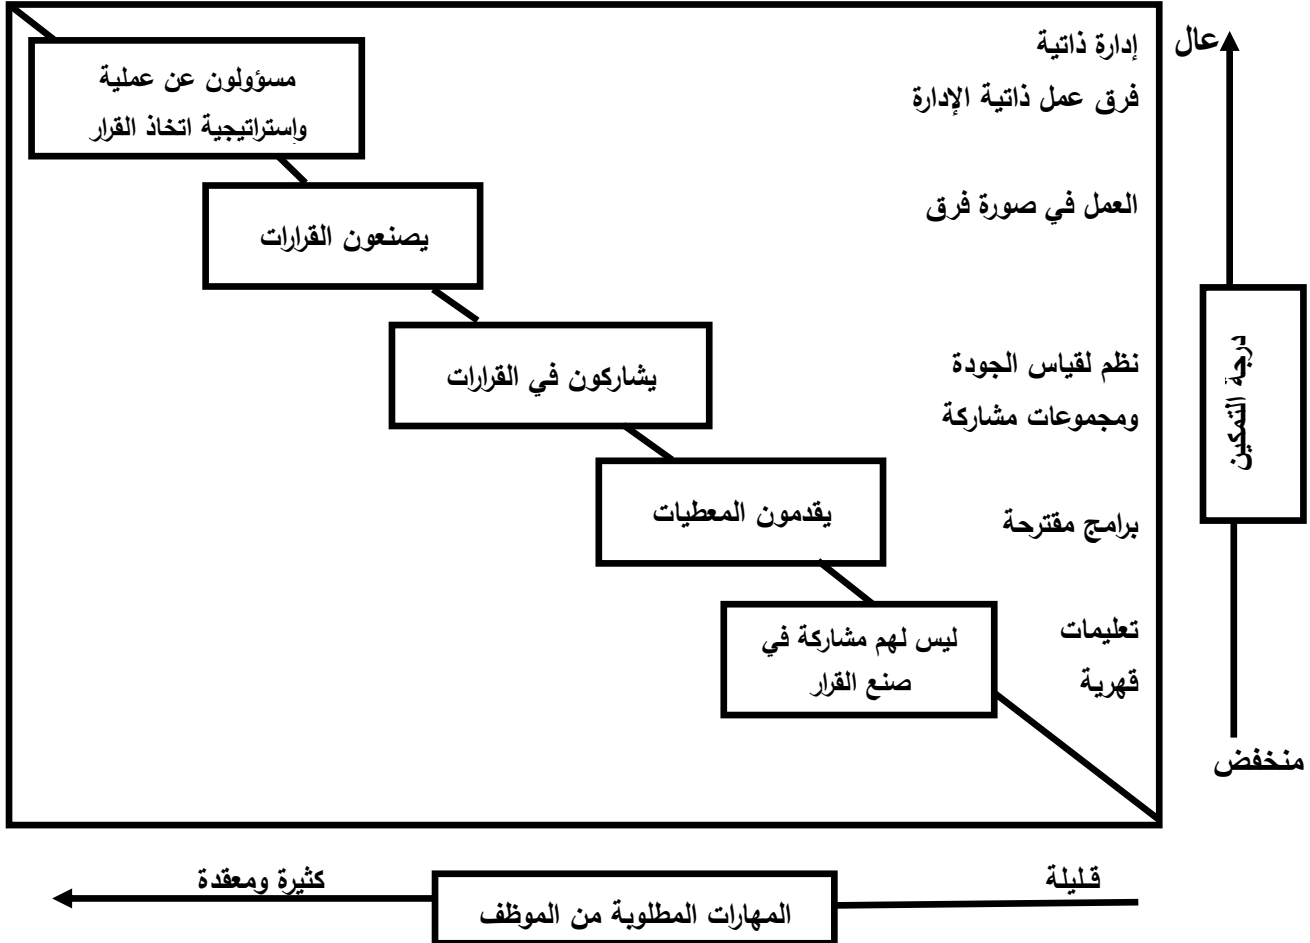 عال
إدارة ذاتية
فرق عمل ذاتية الإدارة
مسؤولون عن عملية
وإستراتيجية اتخاذ القرار
العمل في صورة فرق
يصنعون القرارات
نظم لقياس الجودة
ومجموعات مشاركة
يشاركون في القرارات
درجة التمكين
برامج مقترحة
يقدمون المعطيات
تعليمات
قهرية
ليس لهم مشاركة في
صنع القرار
منخفض
قليلة
المهارات المطلوبة من الموظف
كثيرة ومعقدة